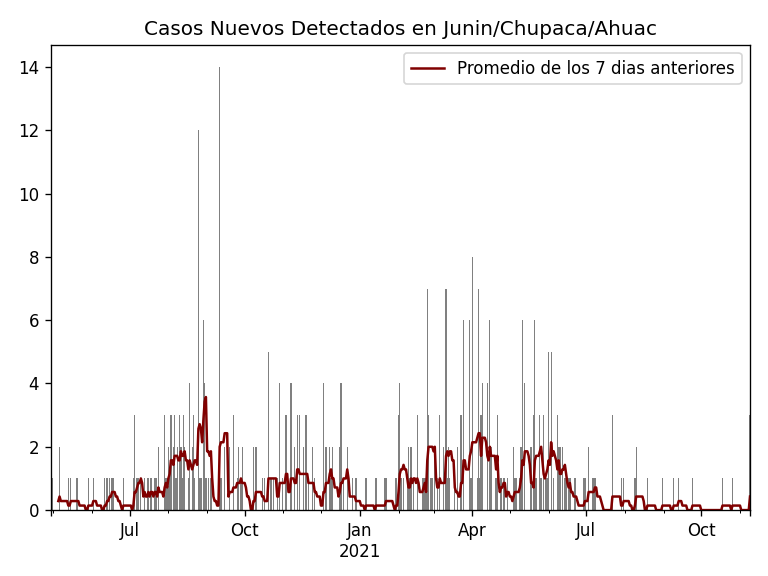 Casos Nuevos Detectados en Junin/Chupaca/Ahuac
Promedio de los 7 dias anteriores
14
12
10
8
6
4
2
0
Jul
Oct
Jan
2021
Apr
Jul
Oct